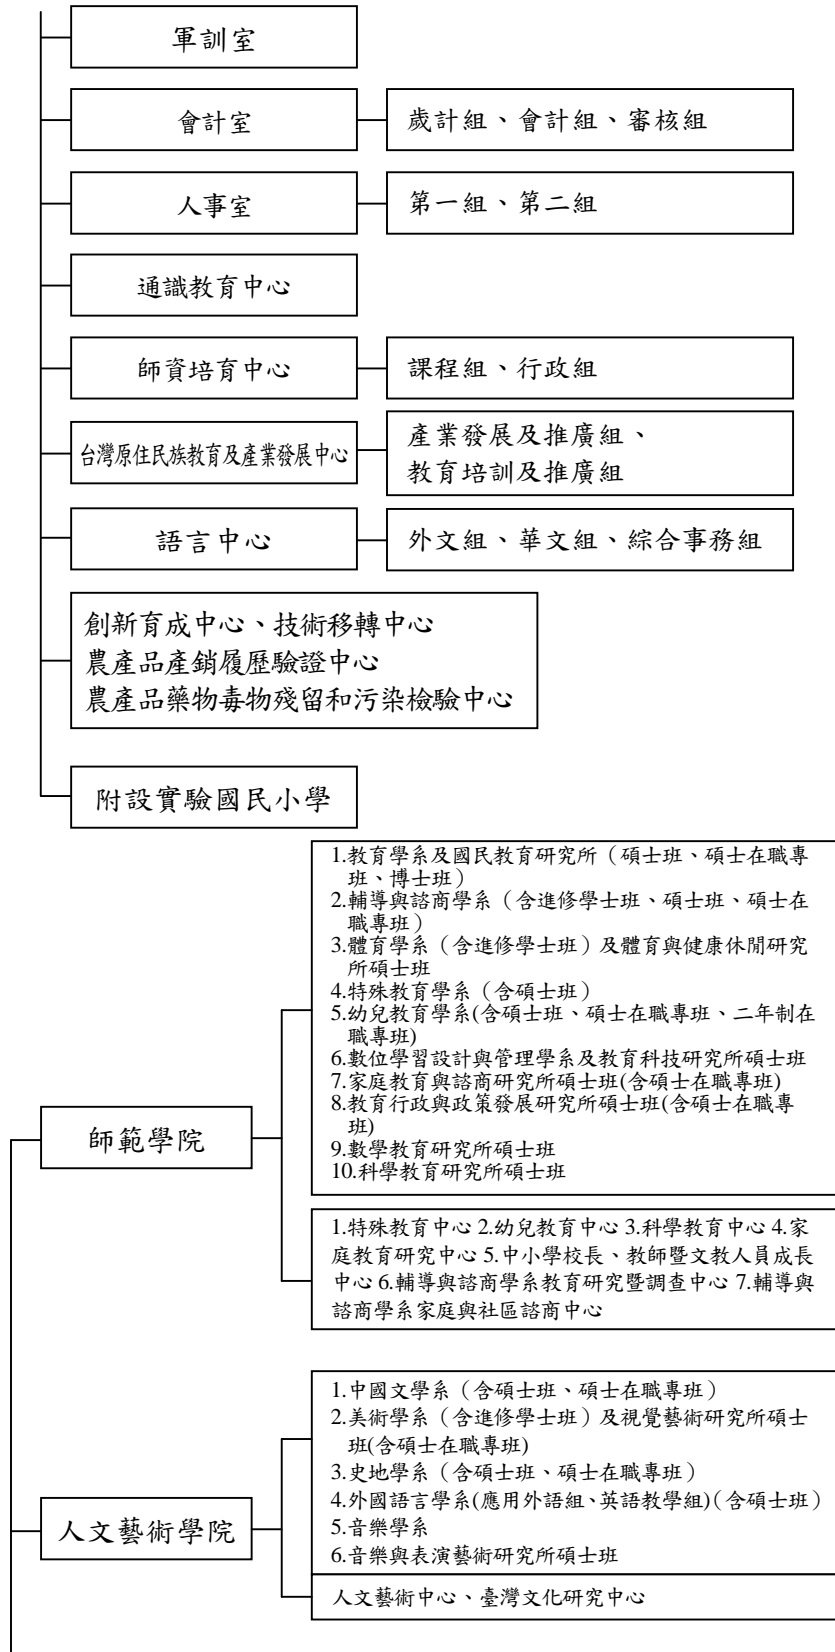 軍訓室
會計室
歲計組、會計組、審核組
人事室
第一組、第二組
通識教育中心
師資培育中心
課程組、行政組
台灣原住民族教育及產業發展中心
產業發展及推廣組、
教育培訓及推廣組
語言中心
外文組、華文組、綜合事務組
創新育成中心、技術移轉中心
農產品產銷履歷驗證中心
農產品藥物毒物殘留和污染檢驗中心
附設實驗國民小學
師範學院
1.教育學系及國民教育研究所（碩士班、碩士在職專
班、博士班）
2.輔導與諮商學系（含進修學士班、碩士班、碩士在
職專班）
3.體育學系（含進修學士班）及體育與健康休閒研究
所碩士班
4.特殊教育學系（含碩士班）
5.幼兒教育學系(含碩士班、碩士在職專班、二年制在
職專班)
6.數位學習設計與管理學系及教育科技研究所碩士班
7.家庭教育與諮商研究所碩士班(含碩士在職專班)
8.教育行政與政策發展研究所碩士班(含碩士在職專
班)
9.數學教育研究所碩士班
10.科學教育研究所碩士班
1.特殊教育中心 2.幼兒教育中心 3.科學教育中心 4.家
庭教育研究中心 5.中小學校長、教師暨文教人員成長
中心 6.輔導與諮商學系教育研究暨調查中心 7.輔導與
諮商學系家庭與社區諮商中心
人文藝術學院
1.中國文學系（含碩士班、碩士在職專班）
2.美術學系（含進修學士班）及視覺藝術研究所碩士
班(含碩士在職專班)
3.史地學系（含碩士班、碩士在職專班）
4.外國語言學系(應用外語組、英語教學組)（含碩士班）
5.音樂學系
6.音樂與表演藝術研究所碩士班
人文藝術中心、臺灣文化研究中心